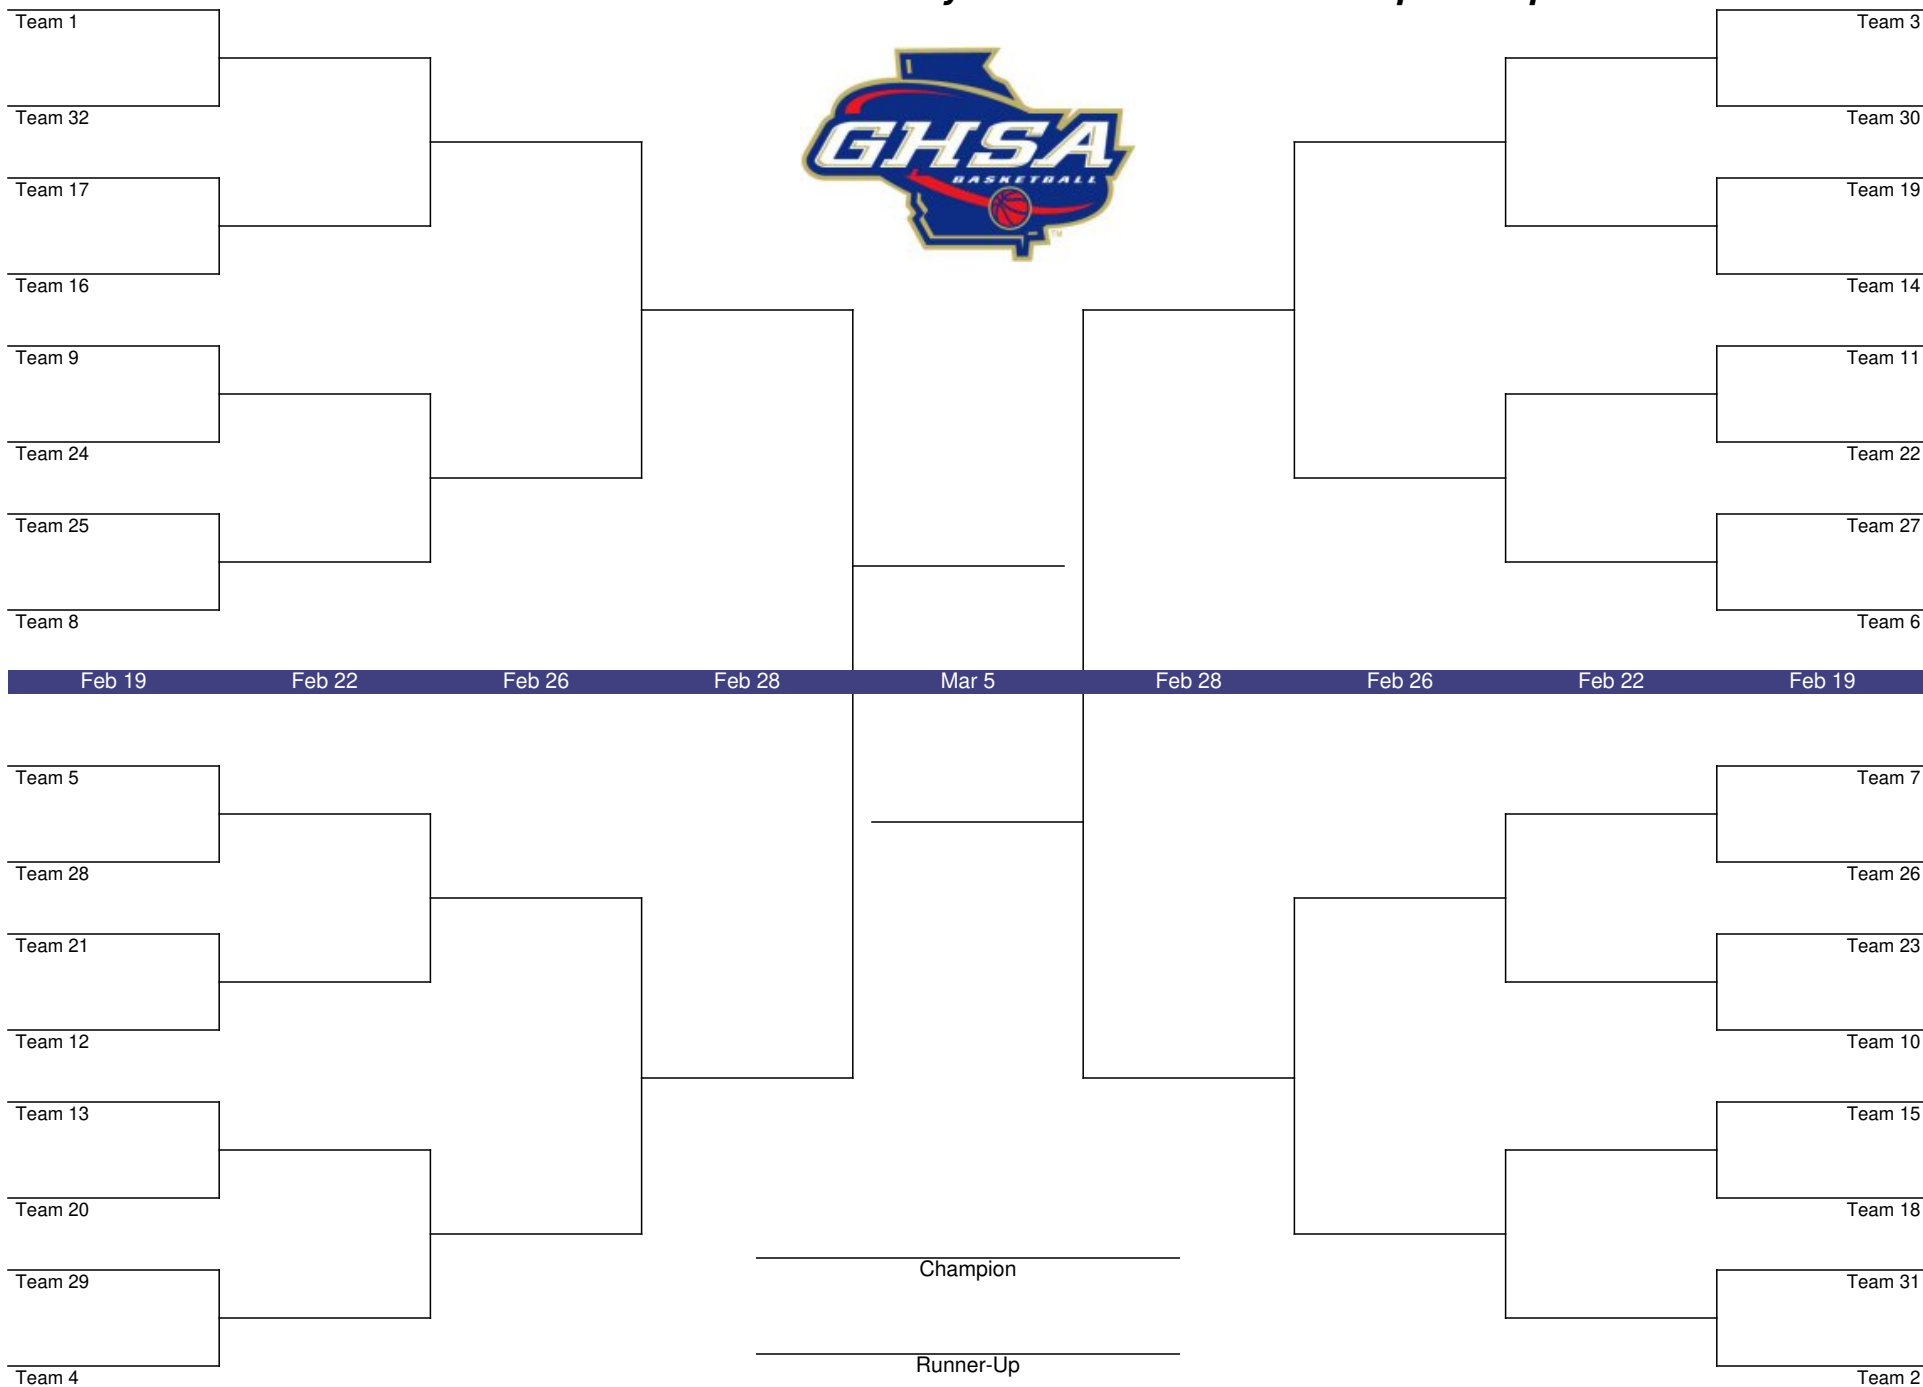 Team 1
Team 32
Team 17
Team 16
Team 9
Team 24
Team 25
Team 8
GHSA
BASKETBALL
TM
Team 3
Team 30
Team 19
Team 14
Team 11
Team 22
Team 27
Team 6
Feb 19 Feb 22 Feb 26 Feb 28 Mar 5 Feb 28 Feb 26 Feb 22 Feb 19
Team 5
Team 28
Team 21
Team 12
Team 13
Team 20
Team 29
Team 4
Team 7
Team 26
Team 23
Team 10
Team 15
Team 18
Team 31
Team 2
Champion
Runner-Up